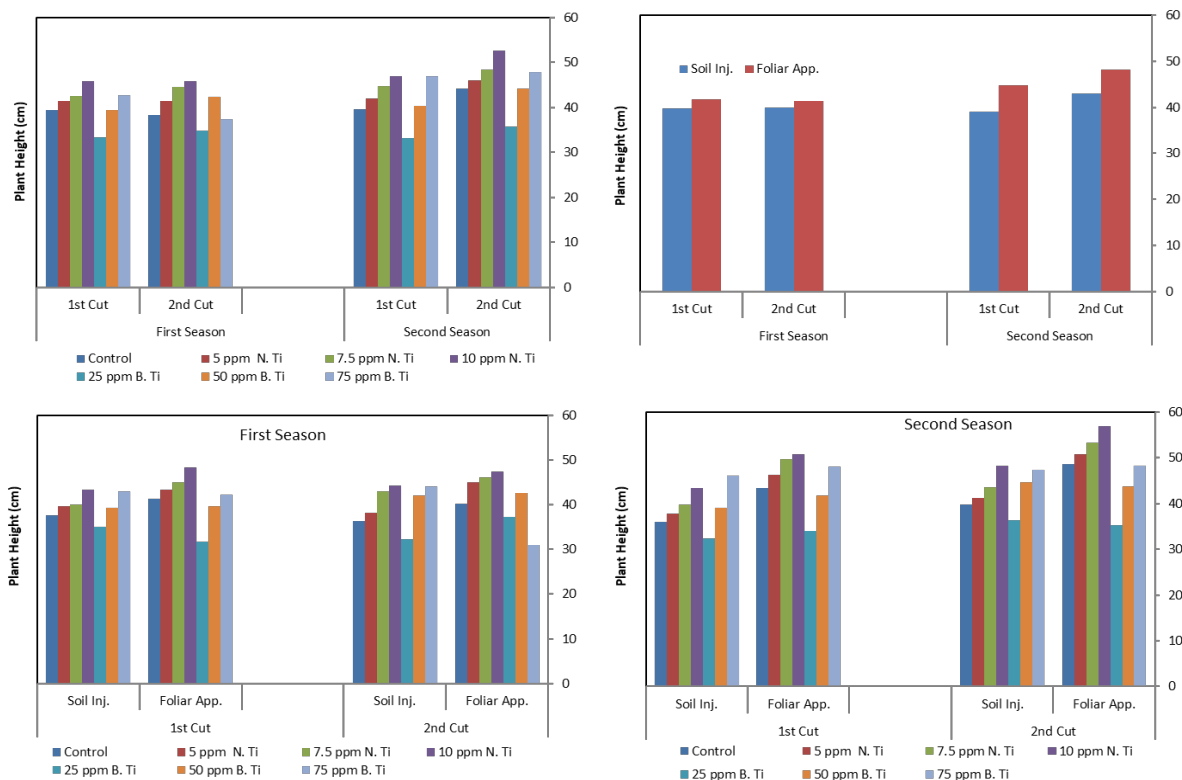 60
50
40
30
20
10
0
Plant Height (cm)
1st Cut 2nd Cut 1st Cut 2nd Cut
First Season Second Season
Control 5 ppm N. Ti 7.5 ppm N. Ti 10 ppm N. Ti
25 ppm B. Ti 50 ppm B. Ti 75 ppm B. Ti
60
50
40
30
20
10
0
Plant Height (cm)
Soil Inj. Foliar App.
1st Cut 2nd Cut 1st Cut 2nd Cut
First Season Second Season
60
50
40
30
20
10
0
Plant Height (cm)
First Season
Soil Inj. Foliar App. Soil Inj. Foliar App.
1st Cut 2nd Cut
Control 5 ppm N. Ti 7.5 ppm N. Ti 10 ppm N. Ti
25 ppm B. Ti 50 ppm B. Ti 75 ppm B. Ti
60
50
40
30
20
10
0
Plant Height (cm)
Second Season
Soil Inj. Foliar App. Soil Inj. Foliar App.
1st Cut 2nd Cut
Control 5 ppm N. Ti 7.5 ppm N. Ti 10 ppm N. Ti
25 ppm B. Ti 50 ppm B. Ti 75 ppm B. Ti